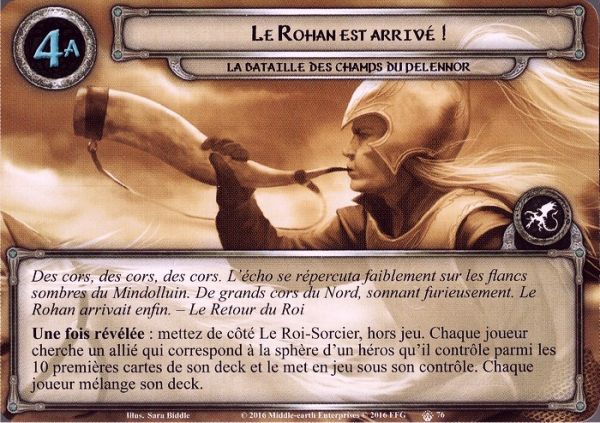 4A
Le Rohan est arrivé !
La Bataille des Champs du Pelennor
Des cors, des cors, des cors. L'écho se répercuta faiblement sur les flancs
sombres du Mindolluin. De grands cors du Nord, sonnant furieusement. Le
Rohan arrivait enfin. – Le Retour du Roi
Une fois révélée : mettez de côté Le Roi-Sorcier, hors jeu. Chaque joueur
cherche un allié qui correspond à la sphère d'un héros qu'il contrôle parmi les
10 premières cartes de son deck et le met en jeu sous son contrôle. Chaque
joueur mélange son deck.
Illus. Sara Biddle © 2016 Middle-earth Enterprises © 2016 FFG 76